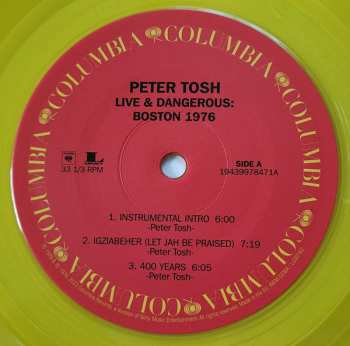 COLUMBIA COLUMBIA COLUMBIA COLUMBIA COLUMBIA COLUMBIA
PETER TOSH
LIVE & DANGEROUS:
BOSTON 1976
33 1/3 RPM
SIDE A
19439978471A
1. INSTRUMENTAL INTRO 6:00
-Peter Tosh-
2. IGZIABEHER (LET JAH BE PRAISED) 7:19
-Peter Tosh-
3. 400 YEARS 6:05
-Peter Tosh-